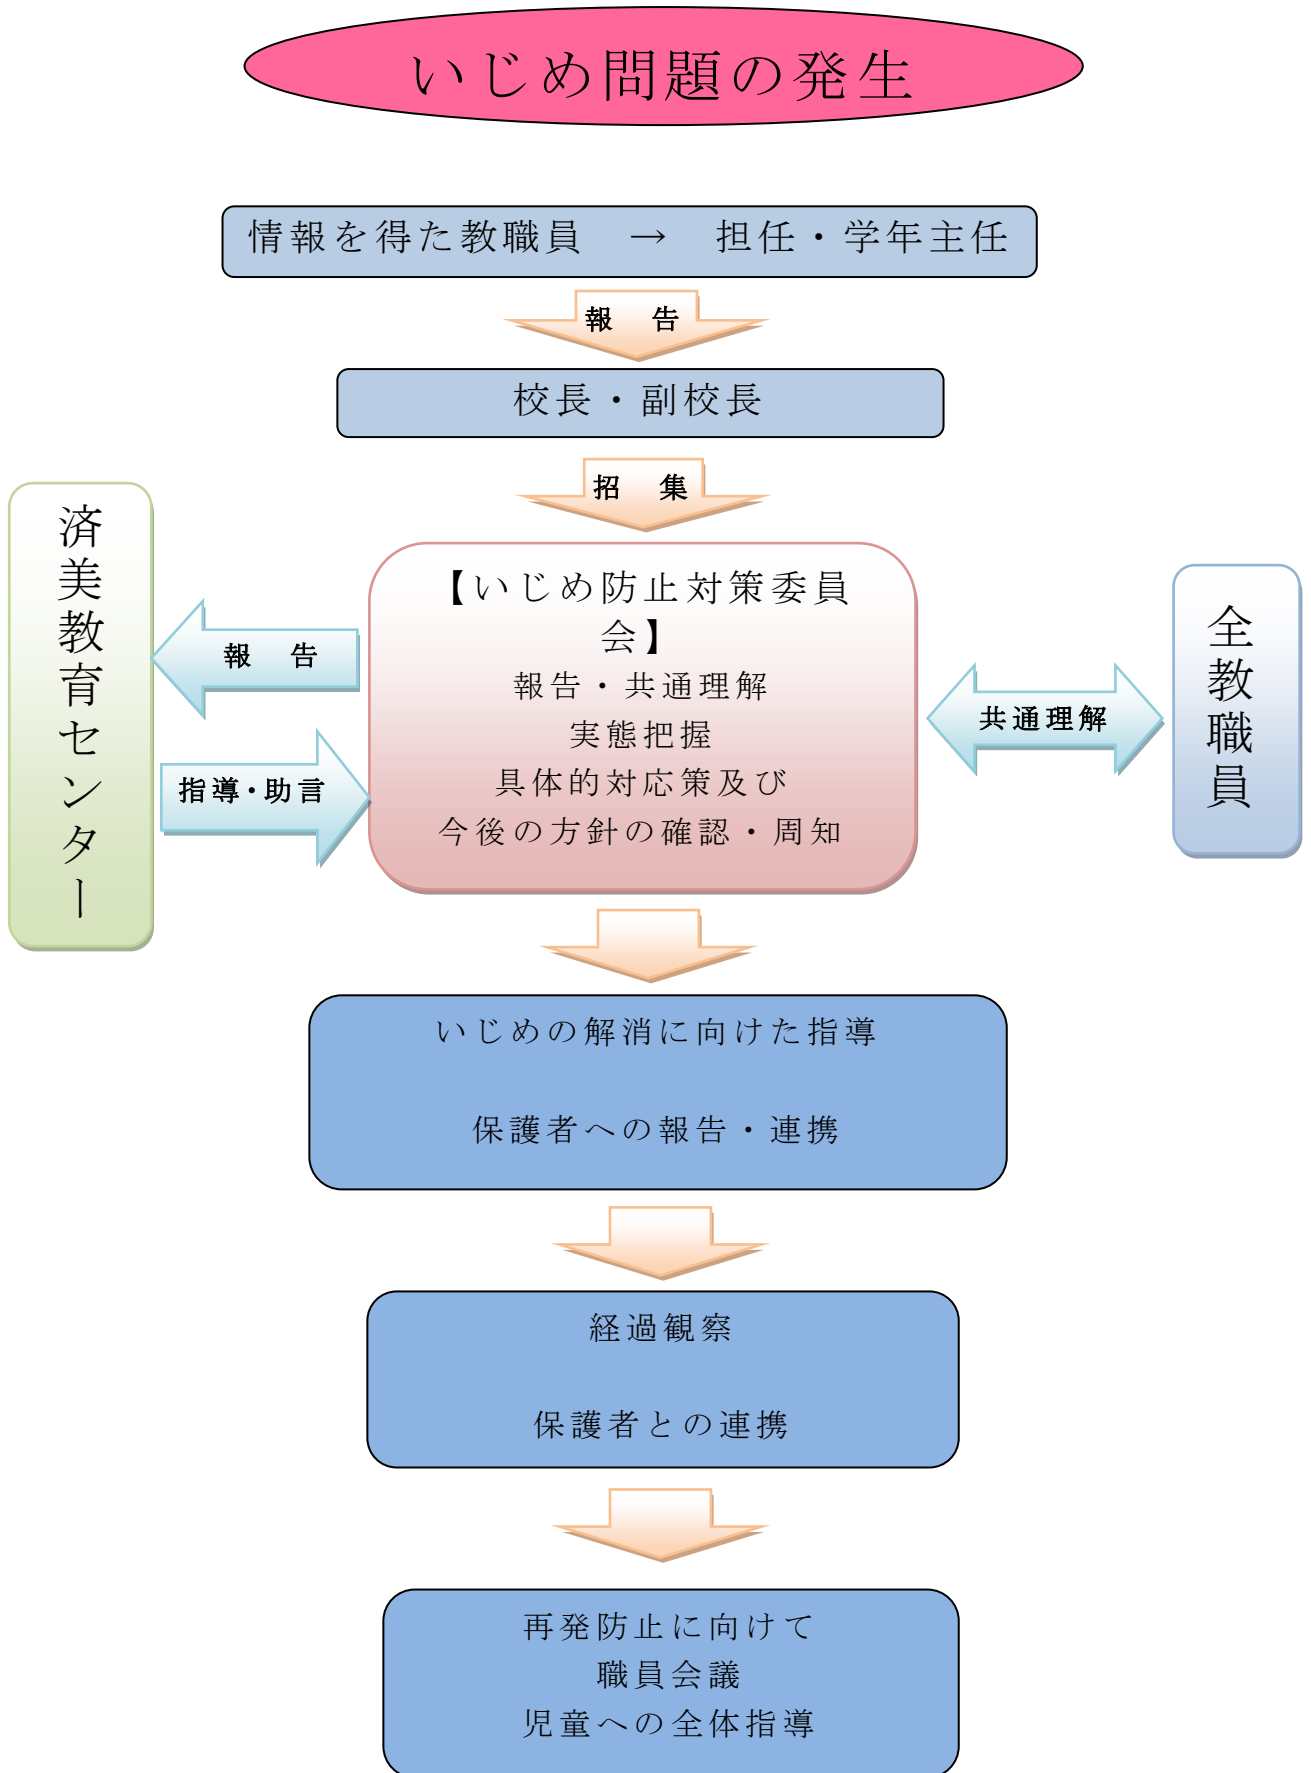 いじめ問題の発生
情報を得た教職員　→　担任・学年主任
報　告
校長・副校長
招　集
済美教育センター
報　告
指導・助言
【いじめ防止対策委員
会】
報告・共通理解
実態把握
具体的対応策及び
今後の方針の確認・周知
共通理解
全教職員
いじめの解消に向けた指導
保護者への報告・連携
経過観察
保護者との連携
再発防止に向けて
職員会議
児童への全体指導